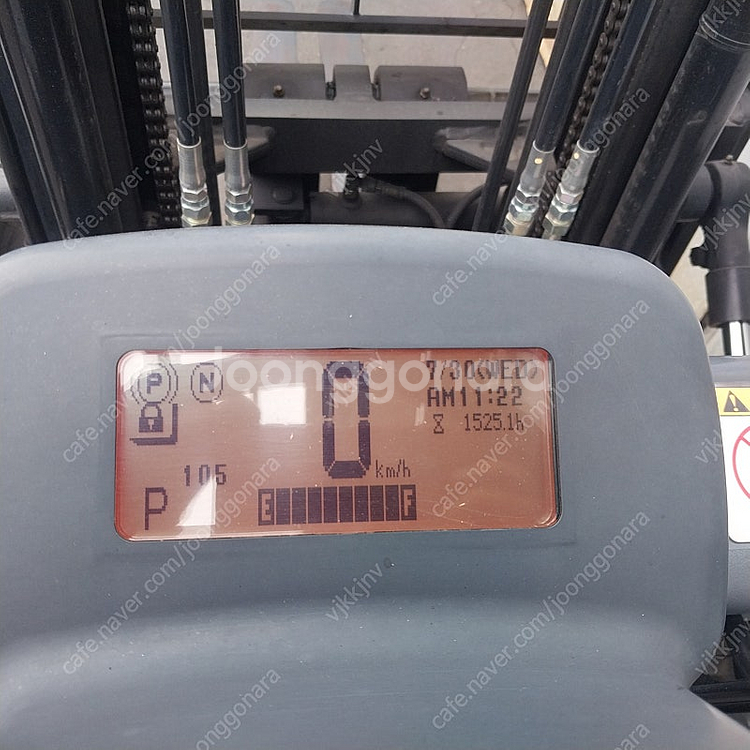 P N
7/30(WED)
AM11:22
1525.1h
0 km/h
105
P
E F
joonggonara
cafe.naver.com/joonggonara
vjkkjnv